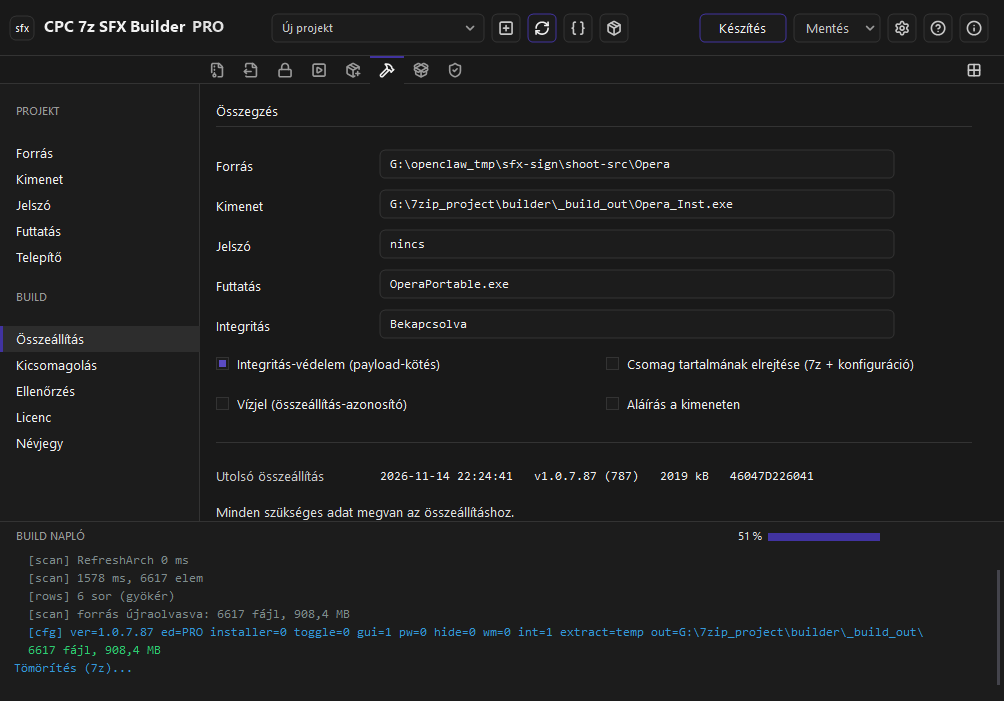 sfx CPC 7z SFX Builder PRO Új projekt { } Készítés Mentés
PROJEKT
Forrás
Kimenet
Jelszó
Futtatás
Telepítő
BUILD
Összeállítás
Kicsomagolás
Ellenőrzés
Licenc
Névjegy
Összegzés
Forrás G:\openclaw_tmp\sfx-sign\shoot-src\Opera
Kimenet G:\7zip_project\builder\_build_out\Opera_Inst.exe
Jelszó nincs
Futtatás OperaPortable.exe
Integritás Bekapcsolva
Integritás-védelem (payload-kötés) Csomag tartalmának elrejtése (7z + konfiguráció)
Vízjel (összeállítás-azonosító) Aláírás a kimeneten
Utolsó összeállítás 2026-11-14 22:24:41 v1.0.7.87 (787) 2019 kB 46047D226041
Minden szükséges adat megvan az összeállításhoz.
BUILD NAPLÓ 51 %
[scan] RefreshArch 0 ms
[scan] 1578 ms, 6617 elem
[rows] 6 sor (gyökér)
[scan] forrás újraolvasva: 6617 fájl, 908,4 MB
[cfg] ver=1.0.7.87 ed=PRO installer=0 toggle=0 gui=1 pw=0 hide=0 wm=0 int=1 extract=temp out=G:\7zip_project\builder\_build_out\
6617 fájl, 908,4 MB
Tömörítés (7z)...